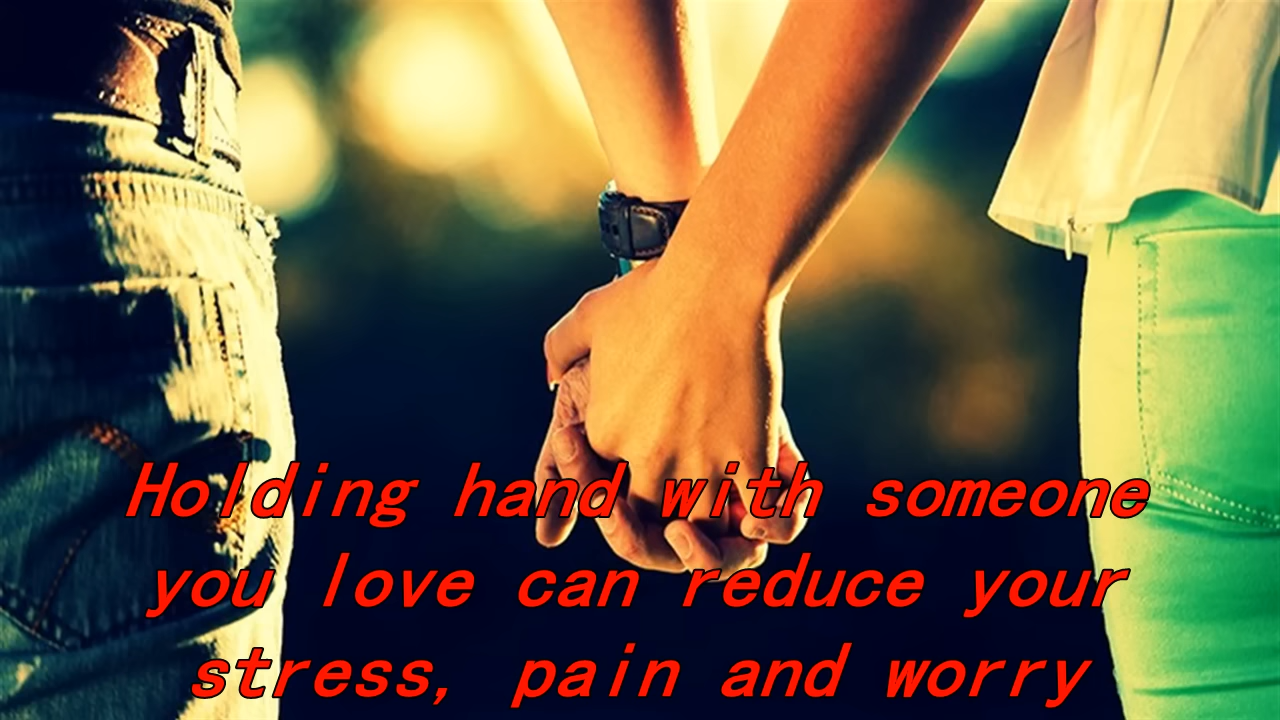 Holding hand with someone
you love can reduce your
stress, pain and worry